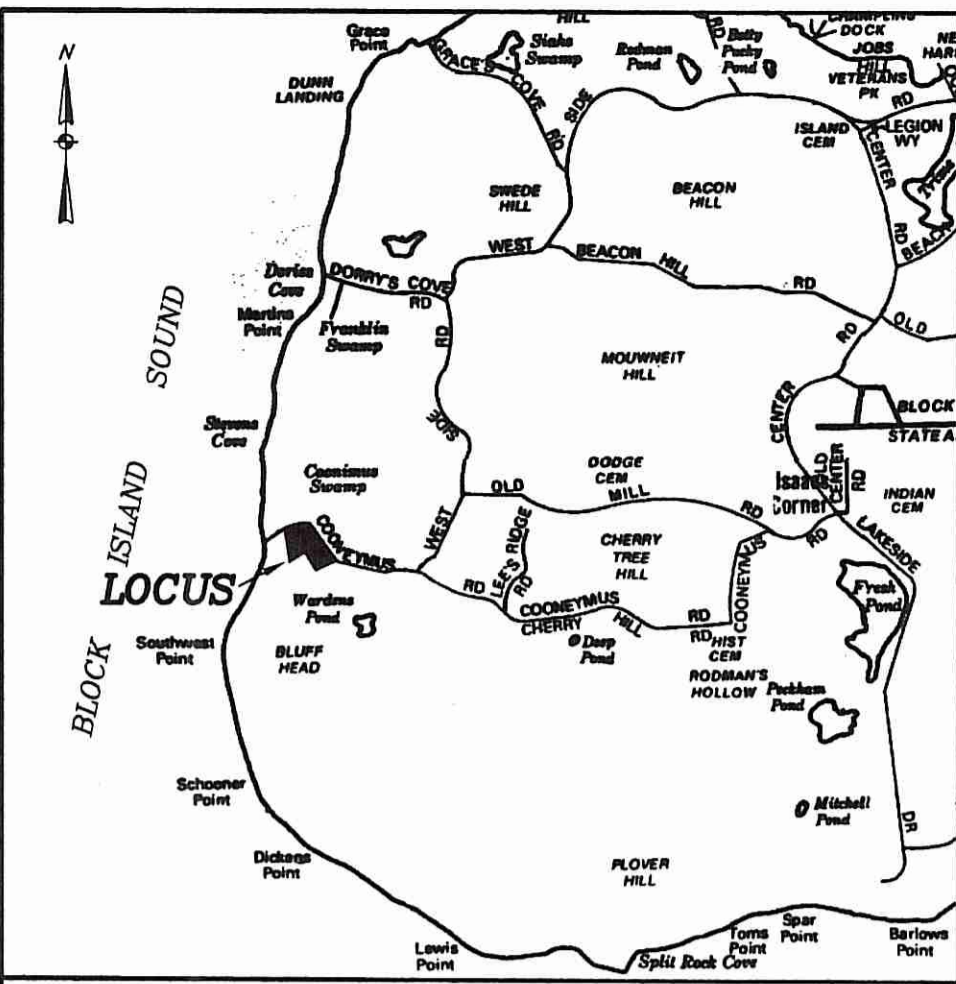 HILL
CHAMPLINS
DOCK
Grace
Point
Siahs
Swamp
Rodman
Pond
RD
Betty
Pucky
Pond
JOBS
HILL
VETERANS
PK
N
DUNN
LANDING
GRACE'S COVE RD
SIDE
ISLAND
CEM
RD
LEGION
WY
CENTER
RD
BEACH
SWEDE
HILL
BEACON
HILL
WEST
BEACON HILL RD
Dories
Cove
DORRY'S COVE
RD
Martins
Point
Franklin
Swamp
RD
OLD
RD
SOUND
MOUWNEIT
HILL
SIDE
CENTER
BLOCK
STATE A
Stevens
Cove
DODGE
CEM
Coonimus
Swamp
OLD MILL RD
Isaacs
Corner
OLD
CENTER
RD
INDIAN
CEM
ISLAND
COONEYMUS
WEST
LEE'S RIDGE
RD
CHERRY
TREE
HILL
COONEYMUS
RD
LAKESIDE
LOCUS
RD
COONEYMUS
RD
Fresh
Pond
Wardens
Pond
CHERRY HILL
RD
Deep
Pond
HIST
CEM
Southwest
Point
BLUFF
HEAD
RODMAN'S
HOLLOW
Peckham
Pond
BLOCK
Schooner
Point
Mitchell
Pond
DR
Dickens
Point
PLOVER
HILL
Lewis
Point
Split Rock Cove
Toms
Point
Spar
Point
Barlows
Point